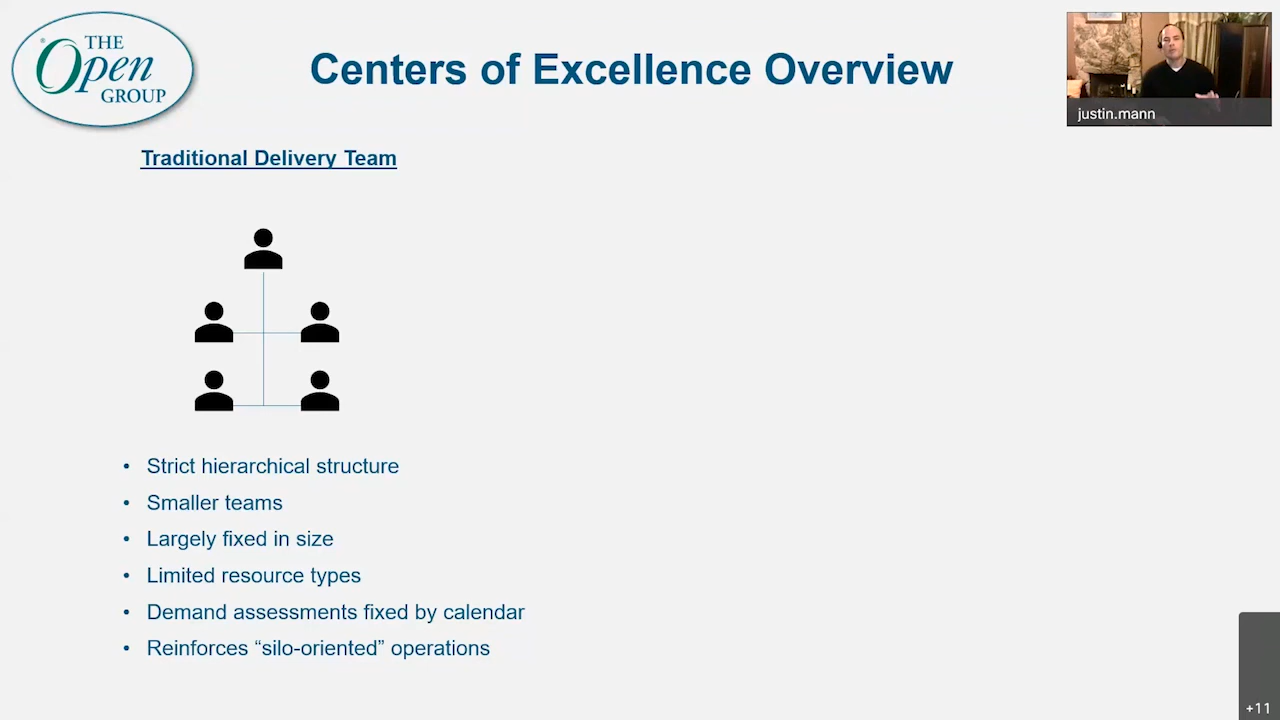 THE
Open
GROUP
®
Centers of Excellence Overview
justin.mann
Traditional Delivery Team
• Strict hierarchical structure
• Smaller teams
• Largely fixed in size
• Limited resource types
• Demand assessments fixed by calendar
• Reinforces “silo-oriented” operations
+11